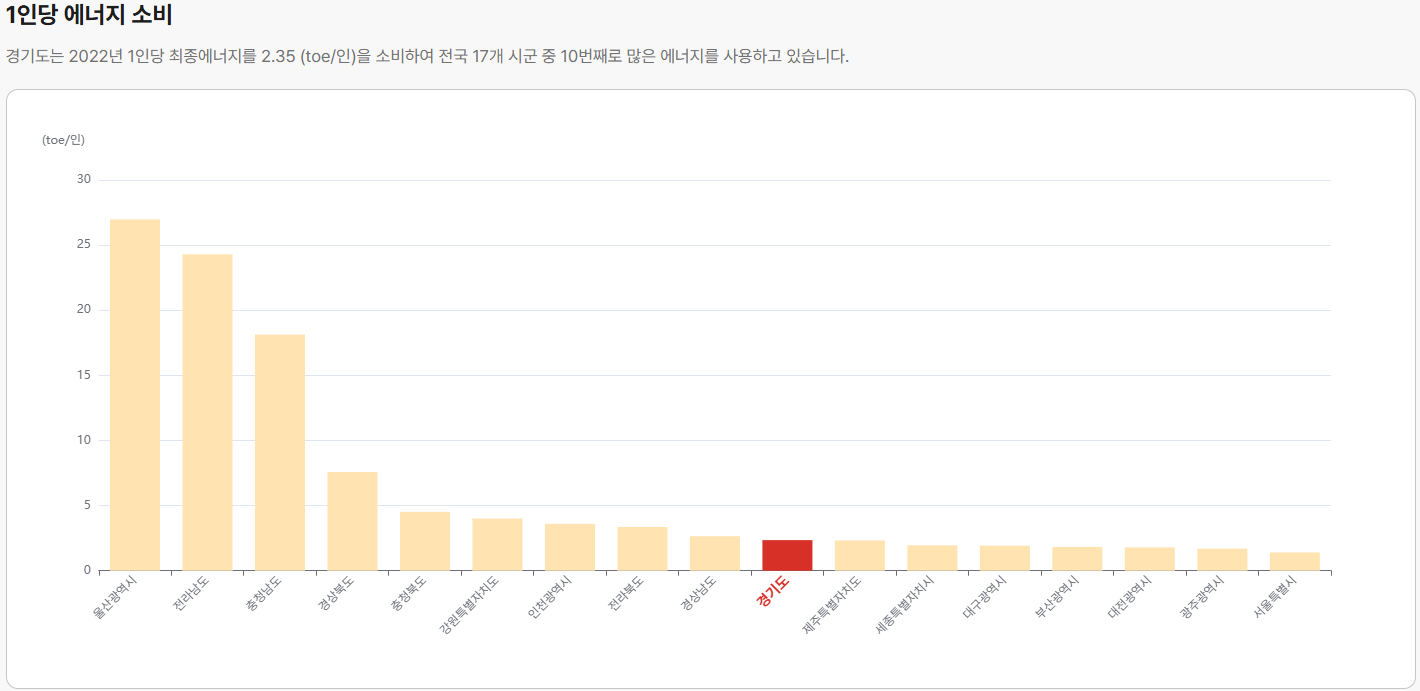 1인당 에너지 소비
경기도는 2022년 1인당 최종에너지를 2.35 (toe/인)을 소비하여 전국 17개 시군 중 10번째로 많은 에너지를 사용하고 있습니다.
(toe/인)
30
25
20
15
10
5
0
울산광역시
전라남도
충청남도
경상북도
충청북도
강원특별자치도
인천광역시
전라북도
경상남도
경기도
제주특별자치도
세종특별자치시
대구광역시
부산광역시
대전광역시
광주광역시
서울특별시